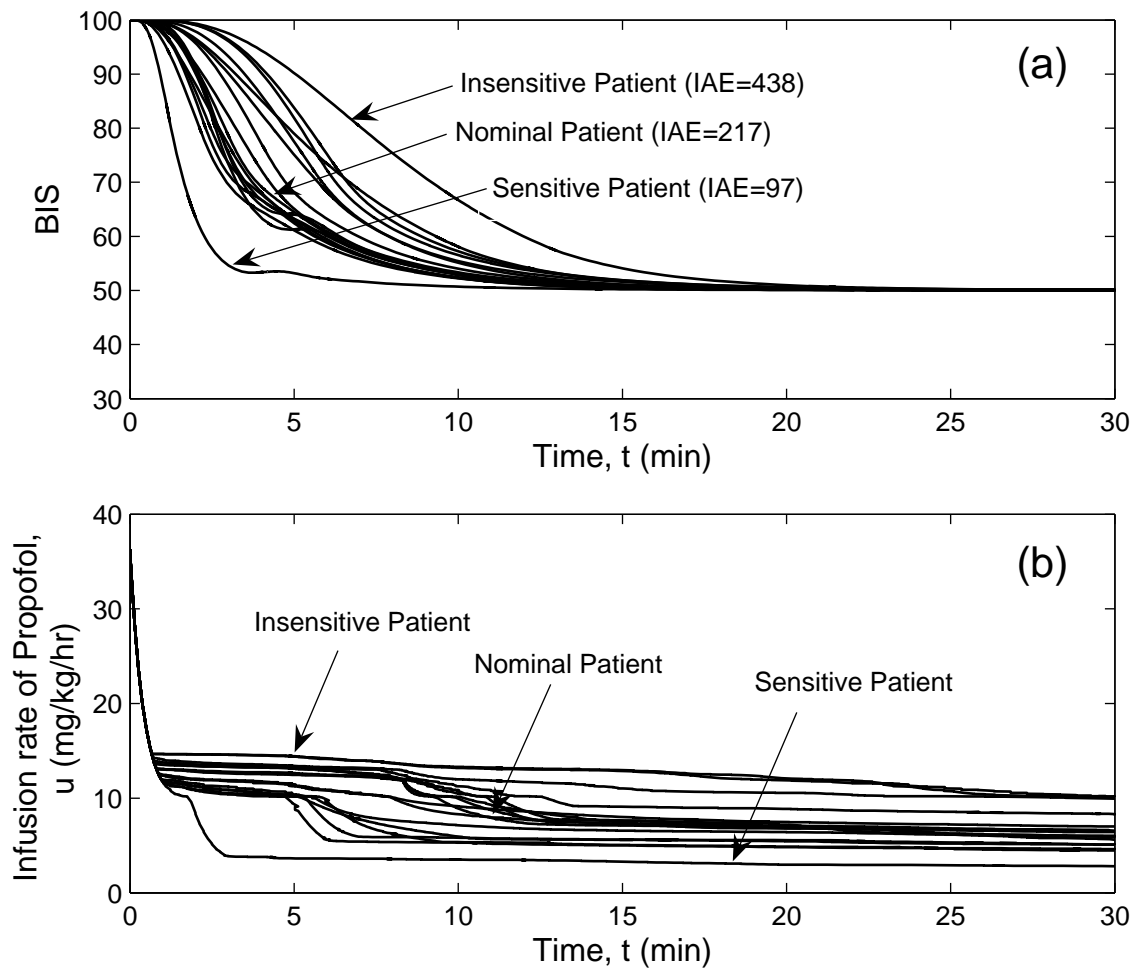 (a)
100
90
80
70
60
50
40
30
BIS
Insensitive Patient (IAE=438)
Nominal Patient (IAE=217)
Sensitive Patient (IAE=97)
0
5
10
15
20
25
30
Time, t (min)
(b)
40
30
20
10
0
Infusion rate of Propofol,
u (mg/kg/hr)
Insensitive Patient
Nominal Patient
Sensitive Patient
0
5
10
15
20
25
30
Time, t (min)